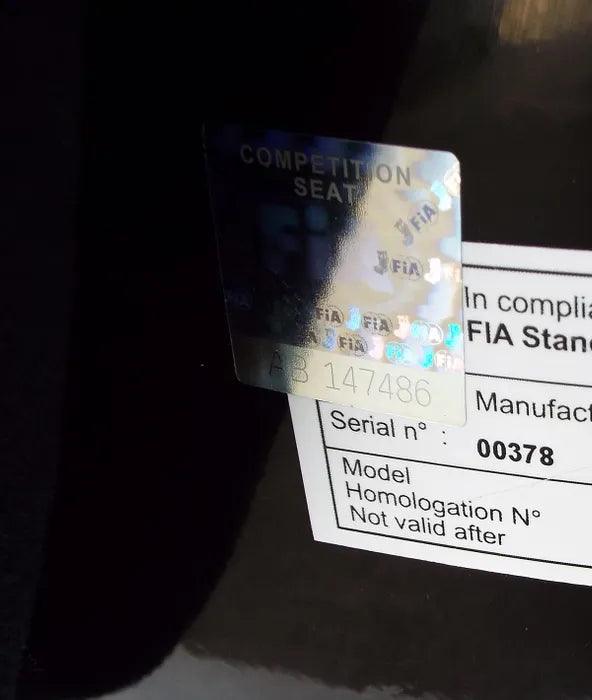 COMPETITION
SEAT
FiA
FiA
FiA FiA
FiA
AB 147486
In complia
FIA Stan
Manufact
Serial n° :
00378
Model
Homologation N°
Not valid after